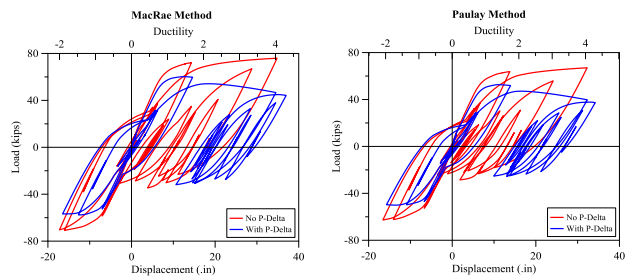 MacRae Method
Ductility
-2 0 2 4
80
40
0
-40
-80
Load (kips)
-20 0 20 40
Displacement (.in)
No P-Delta
With P-Delta
Paulay Method
Ductility
-2 0 2 4
80
40
0
-40
-80
Load (kips)
-20 0 20 40
Displacement (.in)
No P-Delta
With P-Delta